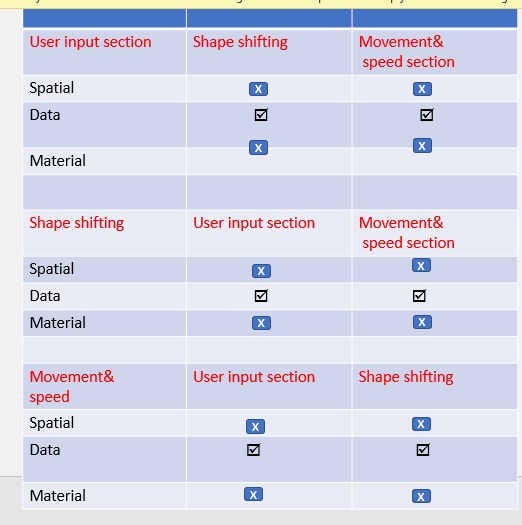 User input section Shape shifting Movement&
speed section
Spatial X X
Data ☑ ☑
X X
Material
Shape shifting User input section Movement&
speed section
Spatial X X
Data ☑ ☑
Material X X
Movement& User input section Shape shifting
speed
Spatial X X
Data ☑ ☑
Material X X